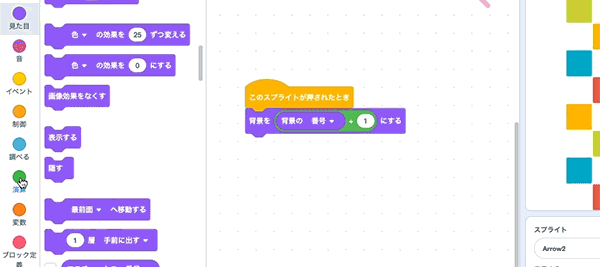 見た目
音
イベント
制御
調べる
演算
変数
ブロック定
義
色 の効果を 25 ずつ変える
色 の効果を 0 にする
画像効果をなくす
表示する
隠す
最前面 へ移動する
1 層 手前に出す
このスプライトが押されたとき
背景を 背景の 番号 + 1 にする
スプライト
Arrow2